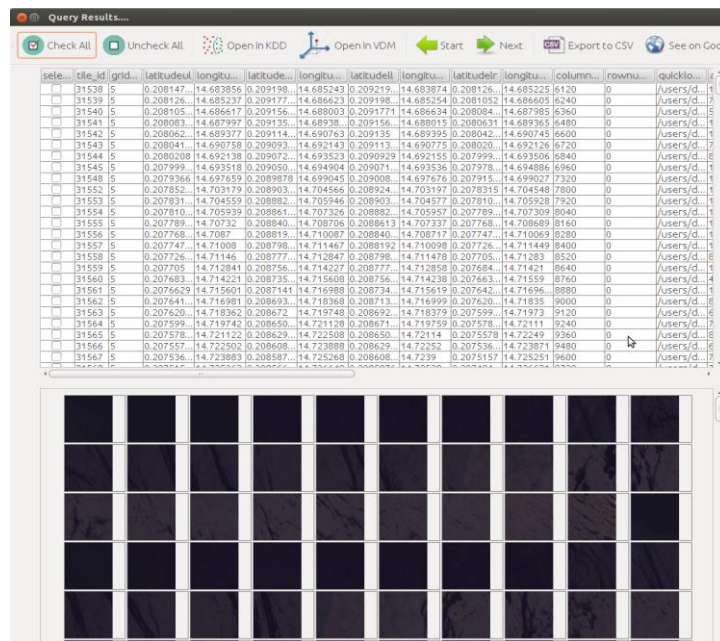 Query Results....
Check All Uncheck All Open In KDD Open In VDM Start Next Export to CSV See on Goo
sele... tile_id grid... latitudeul longitu... latitude... longitu... latitudell longitu... latitudelr longitu... column... rownu... quicklo...
31538 5 0.208147... 14.683856 0.209198... 14.685243 0.209219... 14.683874 0.208126... 14.685225 6120 0 /users/d...
31539 5 0.208126... 14.685237 0.209177... 14.686623 0.209198... 14.685254 0.2081052 14.686605 6240 0 /users/d...
31540 5 0.208105... 14.686617 0.209156... 14.688003 0.2091771 14.686634 0.208084... 14.687985 6360 0 /users/d...
31541 5 0.208083... 14.687997 0.209135... 14.68938... 0.209156... 14.688015 0.2080631 14.689365 6480 0 /users/d...
31542 5 0.208062... 14.689377 0.209114... 14.690763 0.209135 14.689395 0.208042... 14.690745 6600 0 /users/d...
31543 5 0.208041... 14.690758 0.209093... 14.692143 0.209113... 14.690775 0.208020... 14.692126 6720 0 /users/d...
31544 5 0.2080208 14.692138 0.209072... 14.693523 0.2090929 14.692155 0.207999... 14.693506 6840 0 /users/d...
31545 5 0.207999... 14.693518 0.209050... 14.694904 0.209071... 14.693536 0.207978... 14.694886 6960 0 /users/d...
31548 5 0.2079366 14.697659 0.2089878 14.699045 0.209008... 14.697676 0.207915... 14.699027 7320 0 /users/d...
31552 5 0.207852... 14.703179 0.208903... 14.704566 0.208924... 14.703197 0.2078315 14.704548 7800 0 /users/d...
31553 5 0.207831... 14.704559 0.208882... 14.705946 0.208903... 14.704577 0.207810... 14.705928 7920 0 /users/d...
31554 5 0.207810... 14.705939 0.208861... 14.707326 0.208882... 14.705957 0.207789... 14.707309 8040 0 /users/d...
31555 5 0.207789... 14.70732 0.208840... 14.708706 0.2088613 14.707337 0.207768... 14.708689 8160 0 /users/d...
31556 5 0.207768... 14.7087 0.208819... 14.710087 0.208840... 14.708717 0.207747... 14.710069 8280 0 /users/d...
31557 5 0.207747... 14.71008 0.208798... 14.711467 0.2088192 14.710098 0.207726... 14.711449 8400 0 /users/d...
31558 5 0.207726... 14.71146 0.208777... 14.712847 0.208798... 14.711478 0.207705... 14.71283 8520 0 /users/d...
31559 5 0.207705 14.712841 0.208756... 14.714227 0.208777... 14.712858 0.207684... 14.71421 8640 0 /users/d...
31560 5 0.207683... 14.714221 0.208735... 14.715608 0.208756... 14.714238 0.207663... 14.71559 8760 0 /users/d...
31561 5 0.2076629 14.715601 0.2087141 14.716988 0.208734... 14.715619 0.207642... 14.71696... 8880 0 /users/d...
31562 5 0.207641... 14.716981 0.208693... 14.718368 0.208713... 14.716999 0.207620... 14.71835 9000 0 /users/d...
31563 5 0.207620... 14.718362 0.208672 14.719748 0.208692... 14.718379 0.207599... 14.71973 9120 0 /users/d...
31564 5 0.207599... 14.719742 0.208650... 14.721128 0.208671... 14.719759 0.207578... 14.72111 9240 0 /users/d...
31565 5 0.207578... 14.721122 0.208629... 14.722508 0.208650... 14.72114 0.2075578 14.72249 9360 0 /users/d...
31566 5 0.207557... 14.722502 0.208608... 14.723888 0.208629... 14.72252 0.207536... 14.723871 9480 0 /users/d...
31567 5 0.207536... 14.723883 0.208587... 14.725268 0.208608... 14.7239 0.2075157 14.725251 9600 0 /users/d...